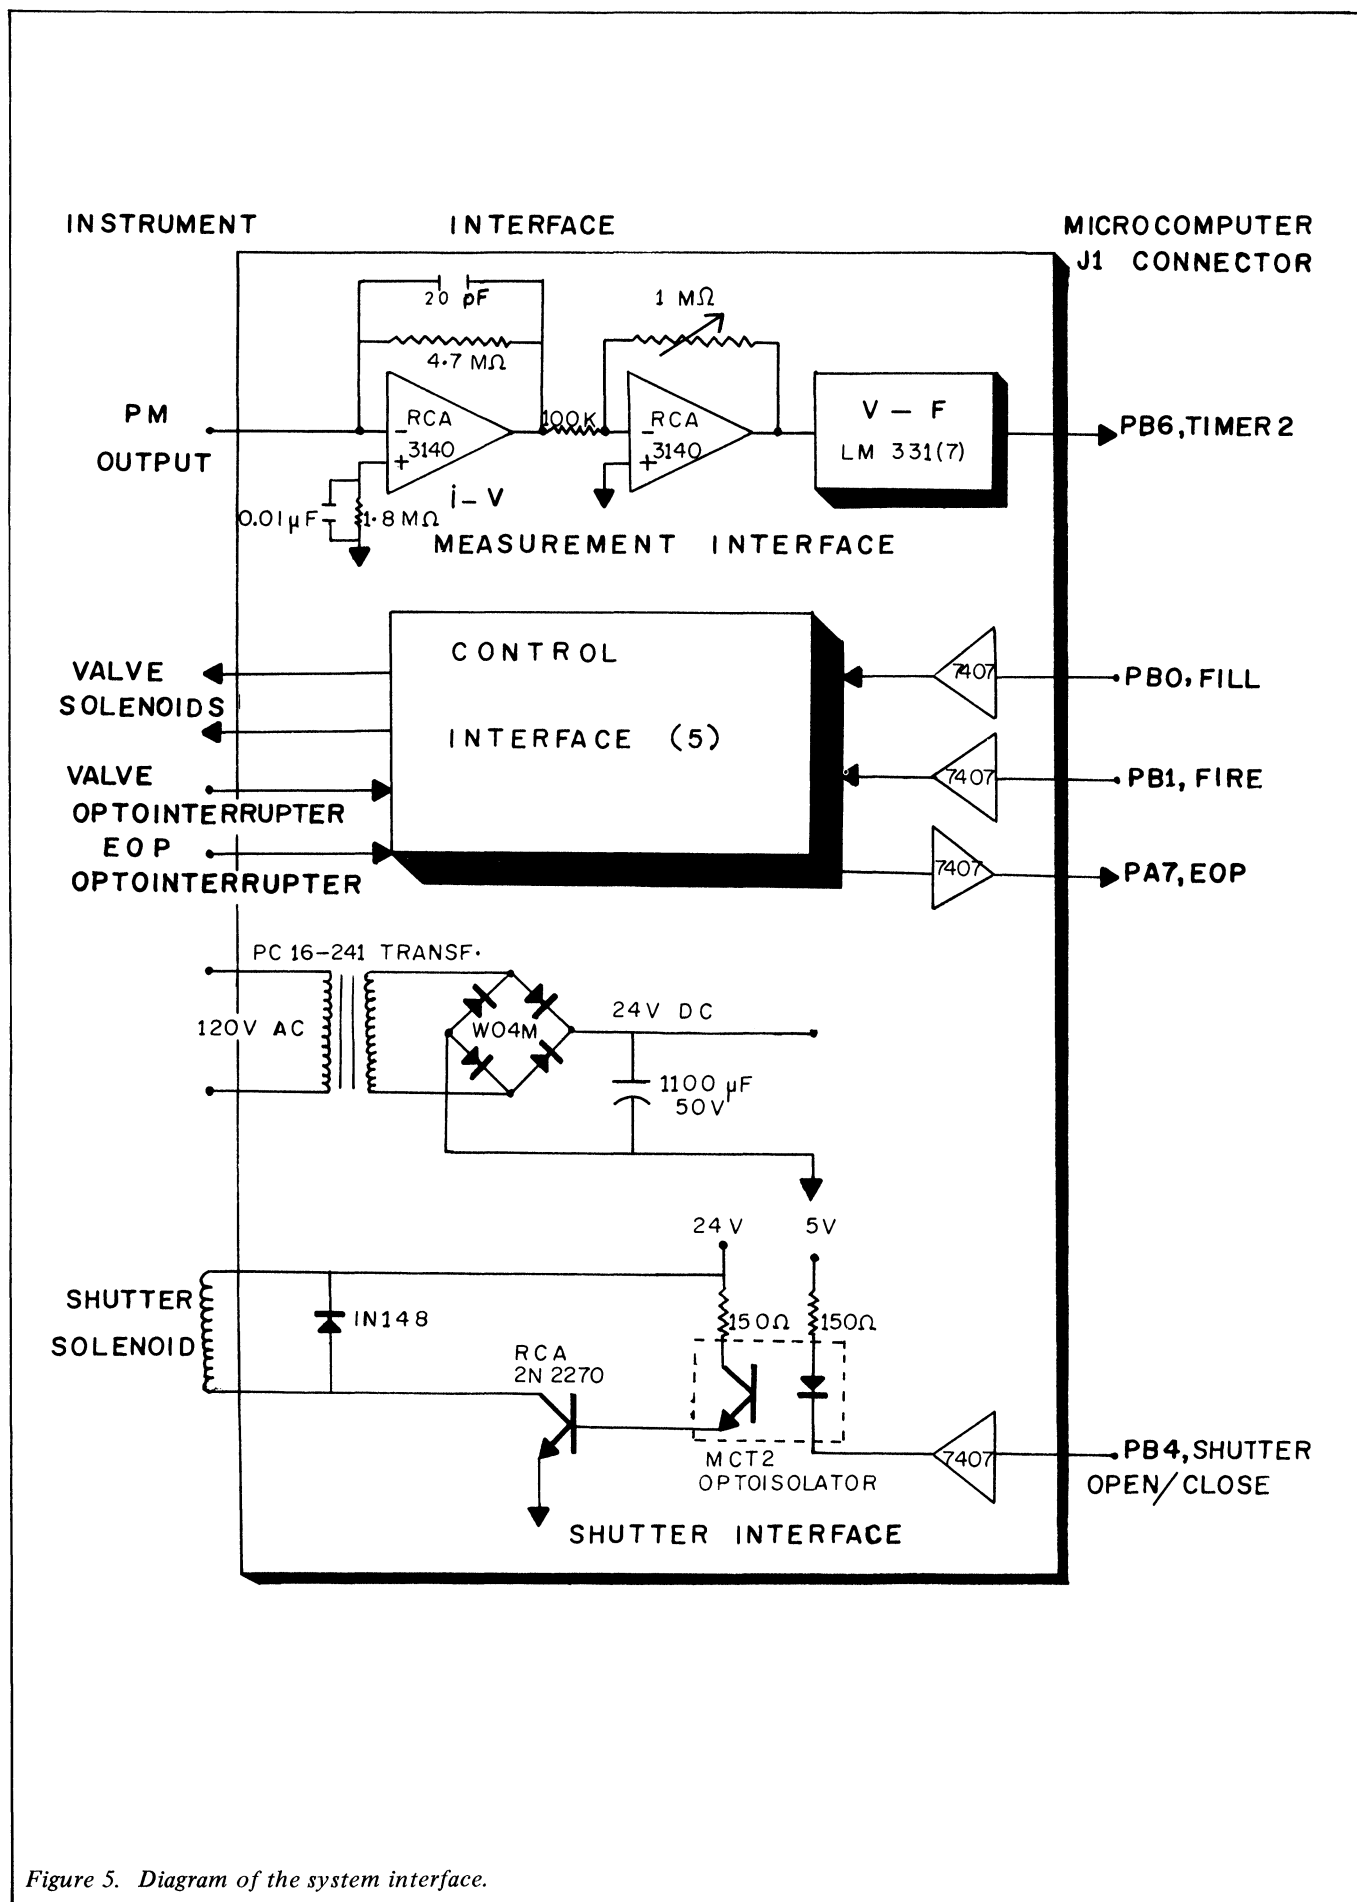 INSTRUMENT INTERFACE MICROCOMPUTER
J1 CONNECTOR
20 pF
1 MΩ
4.7 MΩ
PM
OUTPUT
RCA
3140
-
+
i-V
100K
RCA
3140
-
+
V - F
LM 331(7)
PB6, TIMER 2
0.01 μF
1.8 MΩ
MEASUREMENT INTERFACE
VALVE
SOLENOIDS
VALVE
OPTOINTERRUPTER
EOP
OPTOINTERRUPTER
CONTROL
INTERFACE (5)
7407
PB0, FILL
7407
PB1, FIRE
7407
PA7, EOP
PC 16-241 TRANSF.
120V AC
W04M
24V DC
1100 μF
50V
24V
5V
SHUTTER
SOLENOID
IN148
150Ω
150Ω
RCA
2N 2270
MCT2
OPTOISOLATOR
7407
PB4, SHUTTER
OPEN/CLOSE
SHUTTER INTERFACE
Figure 5. Diagram of the system interface.